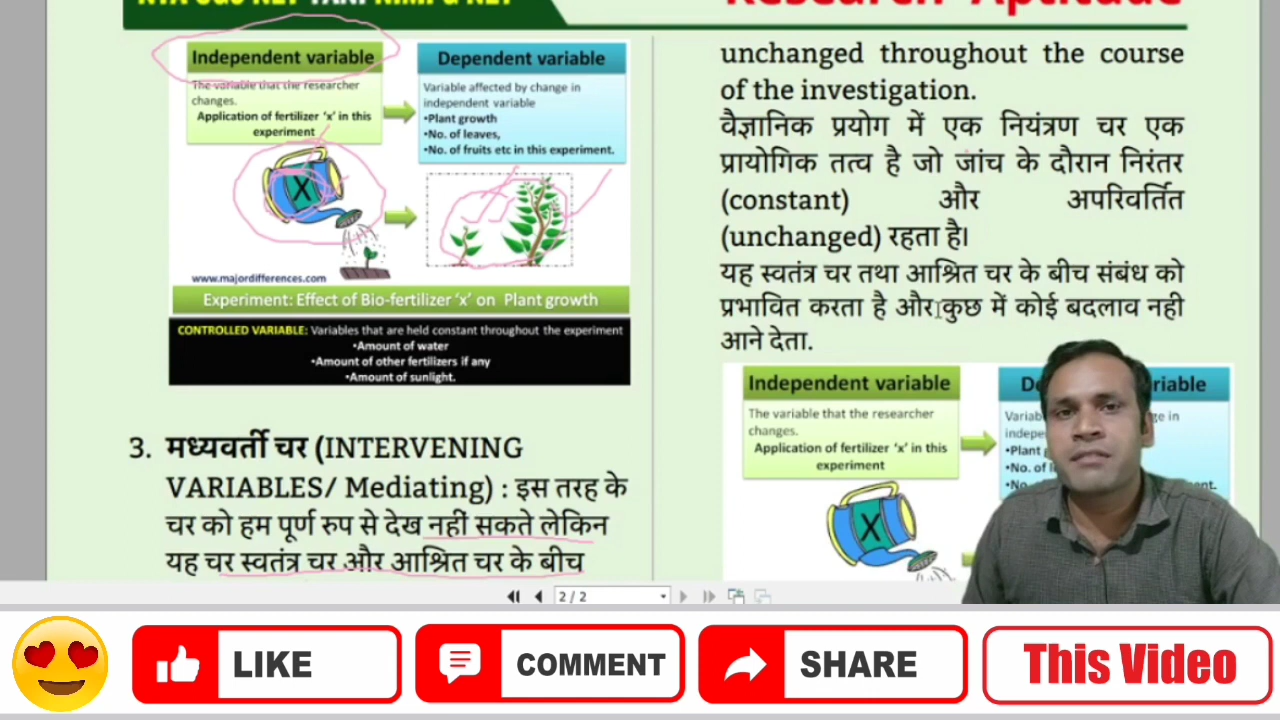 Research Aptitude
Independent variable
The variable that the researcher
changes.
Application of fertilizer 'x' in this
experiment
Dependent variable
Variable affected by change in
independent variable
•Plant growth
•No. of leaves,
•No. of fruits etc in this experiment.
X
www.majordifferences.com
Experiment: Effect of Bio-fertilizer 'x' on Plant growth
CONTROLLED VARIABLE: Variables that are held constant throughout the experiment
•Amount of water
•Amount of other fertilizers if any
•Amount of sunlight.
3. मध्यवर्ती चर (INTERVENING
VARIABLES/ Mediating) : इस तरह के
चर को हम पूर्ण रुप से देख नहीं सकते लेकिन
यह चर स्वतंत्र चर और आश्रित चर के बीच
unchanged throughout the course
of the investigation.
वैज्ञानिक प्रयोग में एक नियंत्रण चर एक
प्रायोगिक तत्व है जो जांच के दौरान निरंतर
(constant) और अपरिवर्तित
(unchanged) रहता है।
यह स्वतंत्र चर तथा आश्रित चर के बीच संबंध को
प्रभावित करता है और कुछ में कोई बदलाव नही
आने देता.
Independent variable
The variable that the researcher
changes.
Application of fertilizer 'x' in this
experiment
X
2 / 2
LIKE
COMMENT
SHARE
This Video